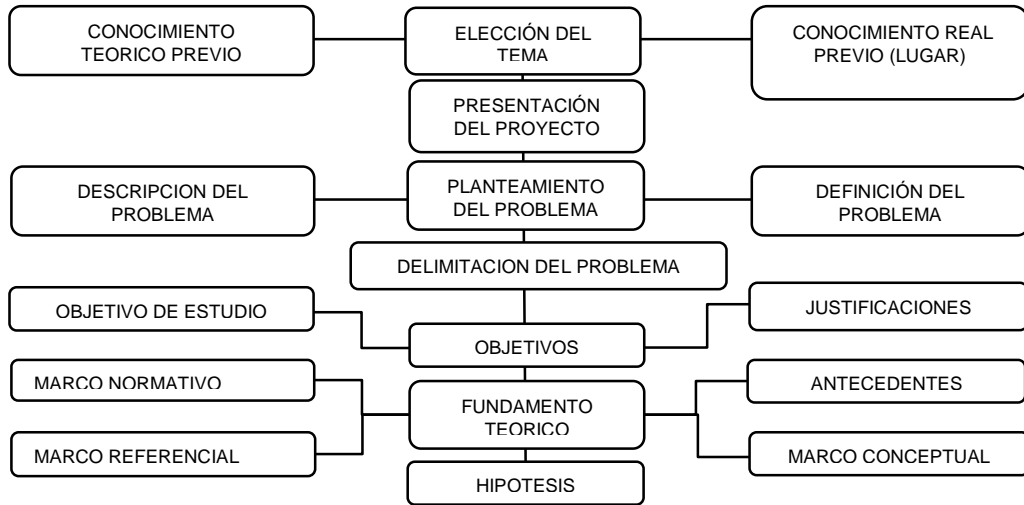 CONOCIMIENTO
TEORICO PREVIO
ELECCIÓN DEL
TEMA
CONOCIMIENTO REAL
PREVIO (LUGAR)
PRESENTACIÓN
DEL PROYECTO
DESCRIPCION DEL
PROBLEMA
PLANTEAMIENTO
DEL PROBLEMA
DEFINICIÓN DEL
PROBLEMA
DELIMITACION DEL PROBLEMA
OBJETIVO DE ESTUDIO
OBJETIVOS
JUSTIFICACIONES
MARCO NORMATIVO
MARCO REFERENCIAL
FUNDAMENTO
TEORICO
ANTECEDENTES
MARCO CONCEPTUAL
HIPOTESIS